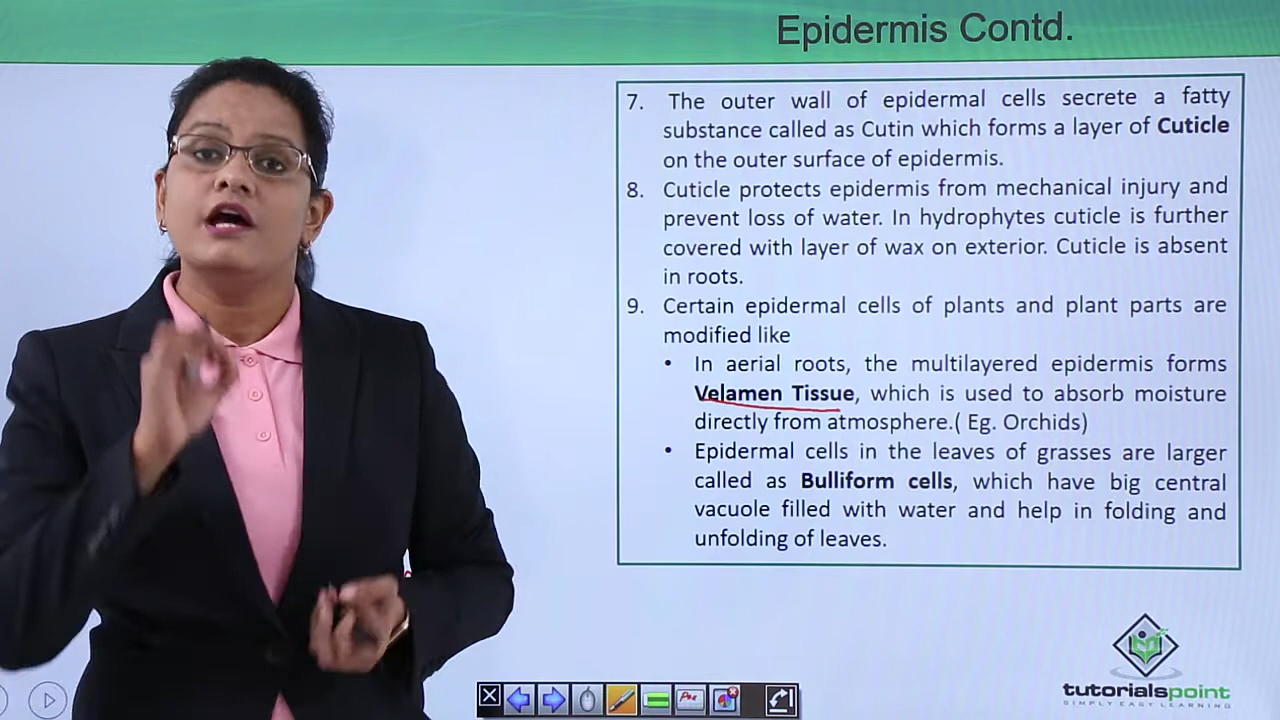 Epidermis Contd.
7. The outer wall of epidermal cells secrete a fatty
substance called as Cutin which forms a layer of Cuticle
on the outer surface of epidermis.
8. Cuticle protects epidermis from mechanical injury and
prevent loss of water. In hydrophytes cuticle is further
covered with layer of wax on exterior. Cuticle is absent
in roots.
9. Certain epidermal cells of plants and plant parts are
modified like
• In aerial roots, the multilayered epidermis forms
Velamen Tissue, which is used to absorb moisture
directly from atmosphere.( Eg. Orchids)
• Epidermal cells in the leaves of grasses are larger
called as Bulliform cells, which have big central
vacuole filled with water and help in folding and
unfolding of leaves.
tutorialspoint
SIMPLY EASY LEARNING